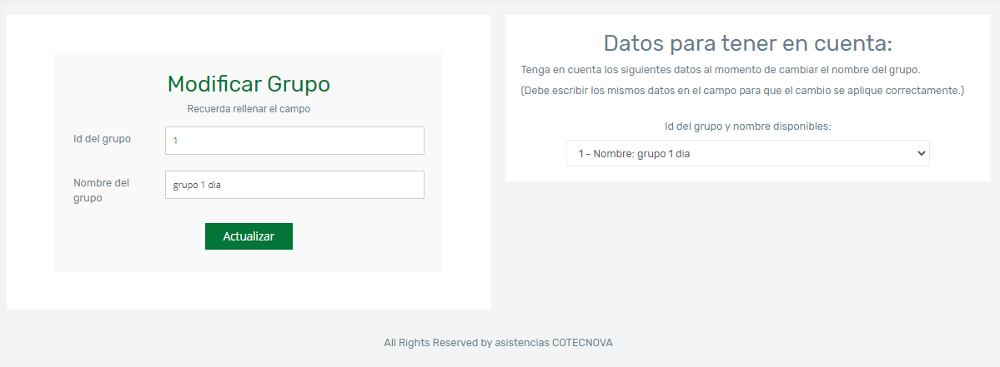 Modificar Grupo
Recuerda rellenar el campo
Id del grupo
1
Nombre del
grupo
grupo 1 dia
Actualizar
Datos para tener en cuenta:
Tenga en cuenta los siguientes datos al momento de cambiar el nombre del grupo.
(Debe escribir los mismos datos en el campo para que el cambio se aplique correctamente.)
Id del grupo y nombre disponibles:
1 - Nombre: grupo 1 dia
All Rights Reserved by asistencias COTECNOVA